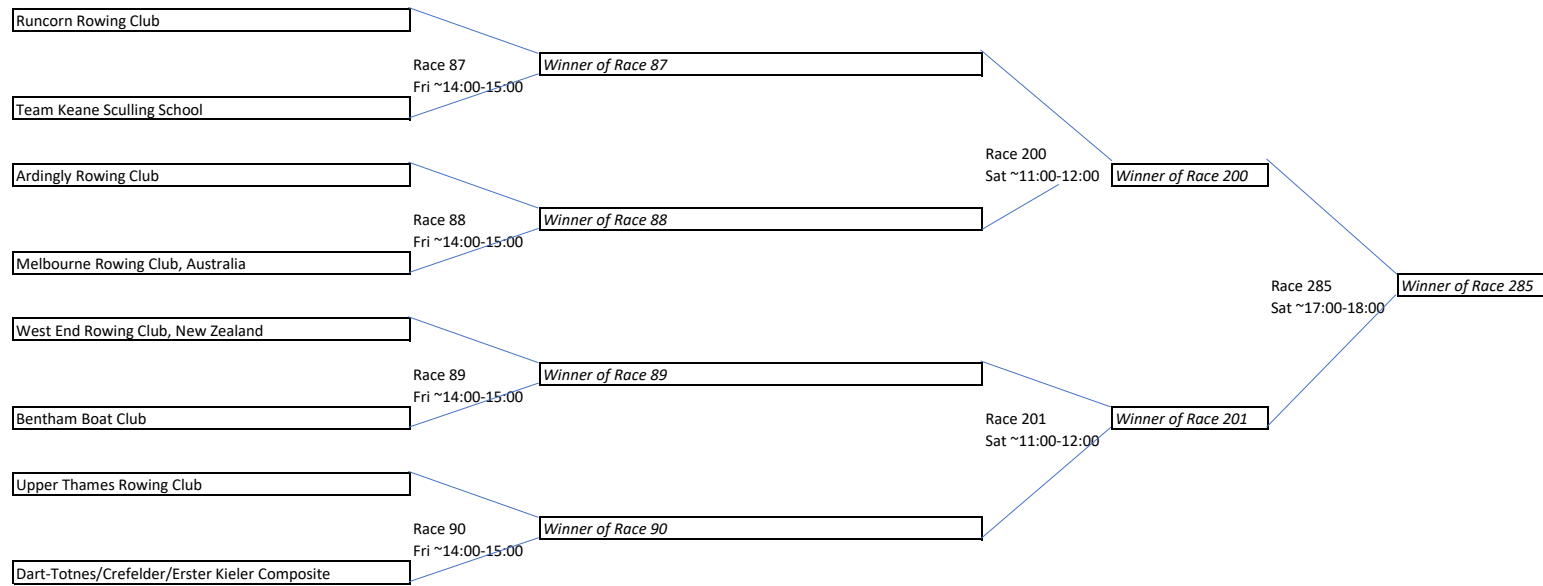 Runcorn Rowing Club
Race 87
Winner of Race 87
Fri ~14:00-15:00
Team Keane Sculling School
Race 200
Ardingly Rowing Club
Sat ~11:00-12:00
Winner of Race 200
Race 88
Winner of Race 88
Fri ~14:00-15:00
Melbourne Rowing Club, Australia
Race 285
Winner of Race 285
Sat ~17:00-18:00
West End Rowing Club, New Zealand
Race 89
Winner of Race 89
Fri ~14:00-15:00
Bentham Boat Club
Race 201
Winner of Race 201
Sat ~11:00-12:00
Upper Thames Rowing Club
Race 90
Winner of Race 90
Fri ~14:00-15:00
Dart-Totnes/Crefelder/Erster Kieler Composite